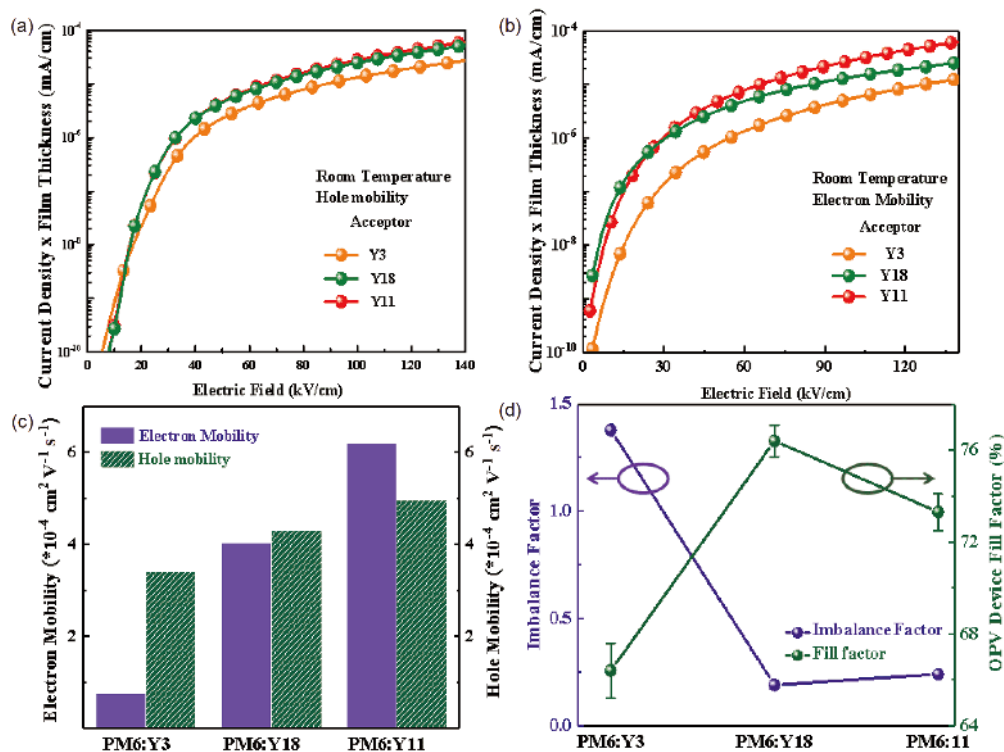 (a)
Current Density x Film Thickness (mA/cm)
10⁻⁴
10⁻⁶
10⁻⁸
10⁻²⁰
Room Temperature
Hole mobility
Acceptor
Y3
Y18
Y11
0 20 40 60 80 100 120 140
Electric Field (kV/cm)
(b)
Current Density x Film Thickness (mA/cm)
10⁻⁴
10⁻⁶
10⁻⁸
10⁻¹⁰
Room Temperature
Electron Mobility
Acceptor
Y3
Y18
Y11
0 30 60 90 120
Electric Field (kV/cm)
(c)
Electron Mobility (*10⁻⁴ cm² V⁻¹ s⁻¹)
6
4
2
Electron Mobility
Hole mobility
6
4
2
Hole Mobility (*10⁻⁴ cm² V⁻¹ s⁻¹)
PM6:Y3 PM6:Y18 PM6:Y11
(d)
Imbalance Factor
1.5
1.0
0.5
0.0
Imbalance Factor
Fill factor
76
72
68
64
OPV Device Fill Factor (%)
PM6:Y3 PM6:Y18 PM6:11